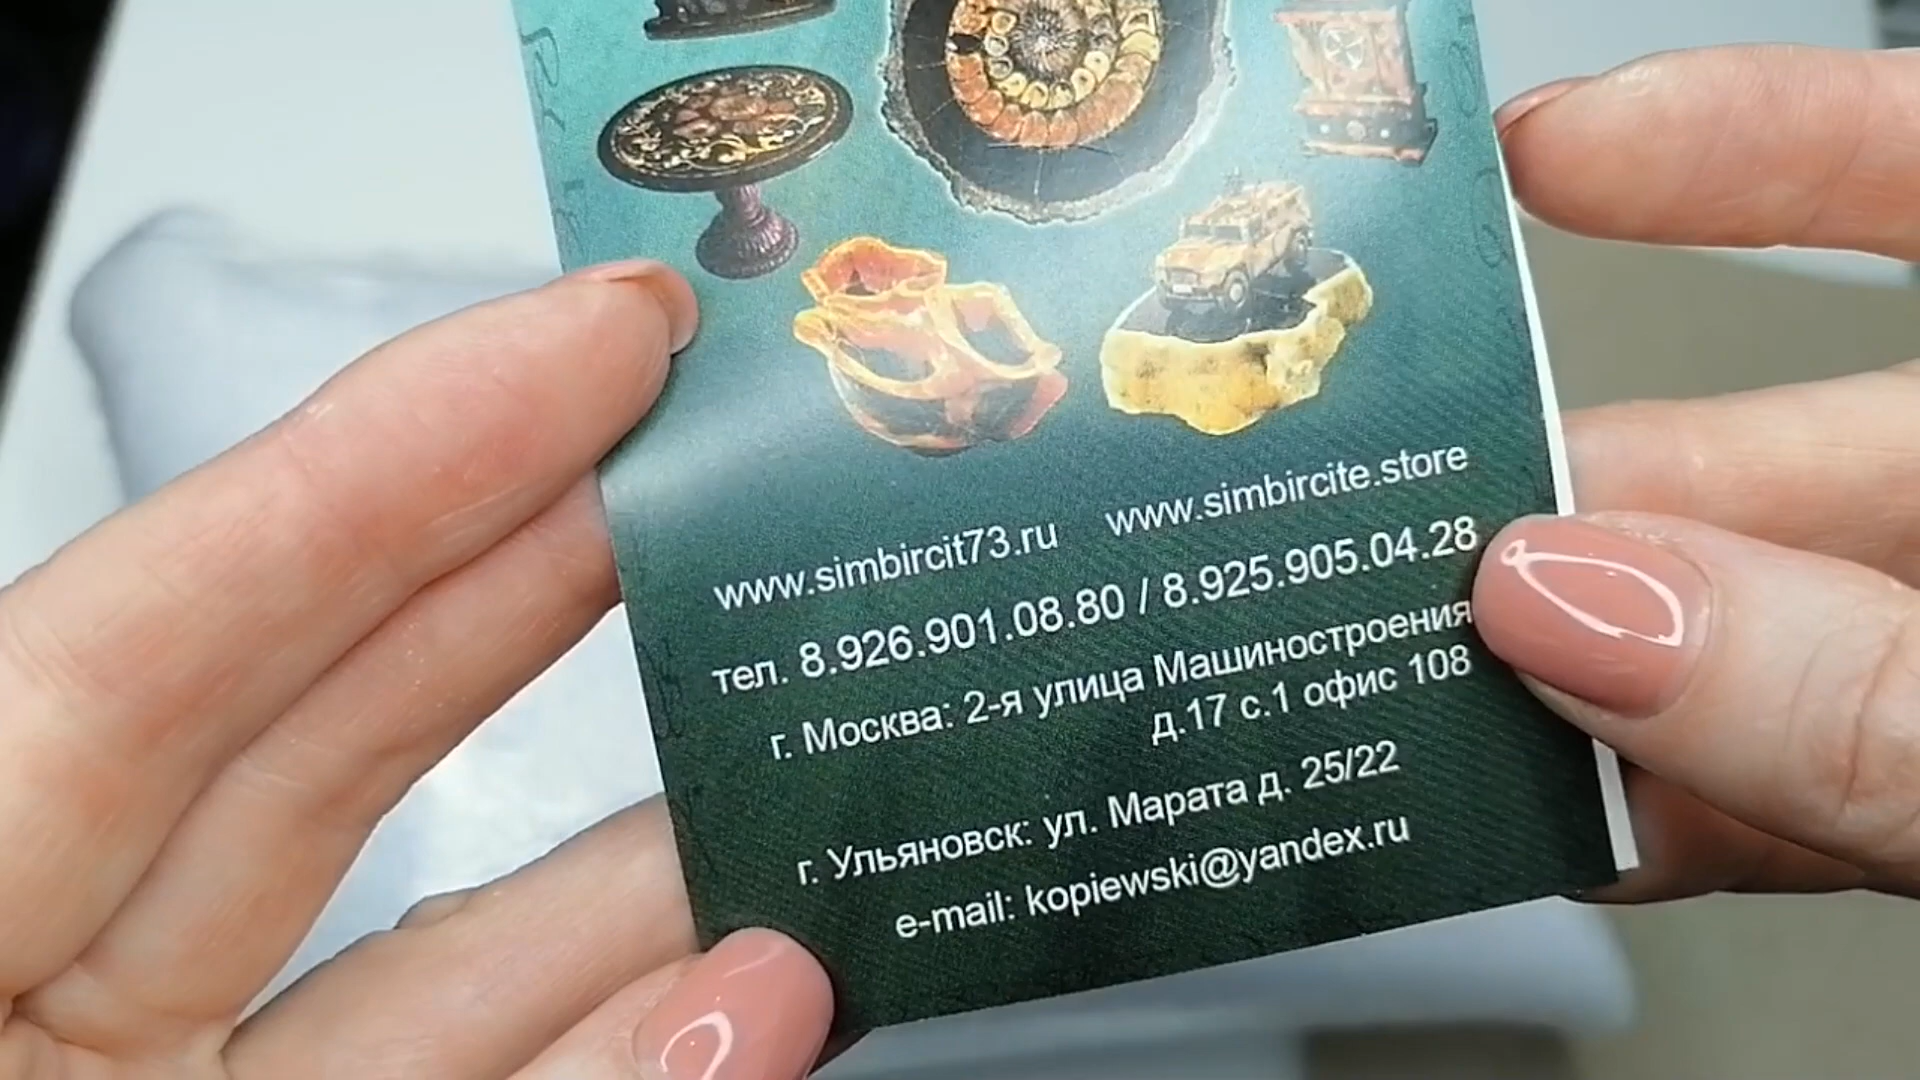 www.simbircit73.ru www.simbircite.store
тел. 8.926.901.08.80 / 8.925.905.04.28
г. Москва: 2-я улица Машиностроения
д.17 с.1 офис 108
г. Ульяновск: ул. Марата д. 25/22
e-mail: kopiewski@yandex.ru